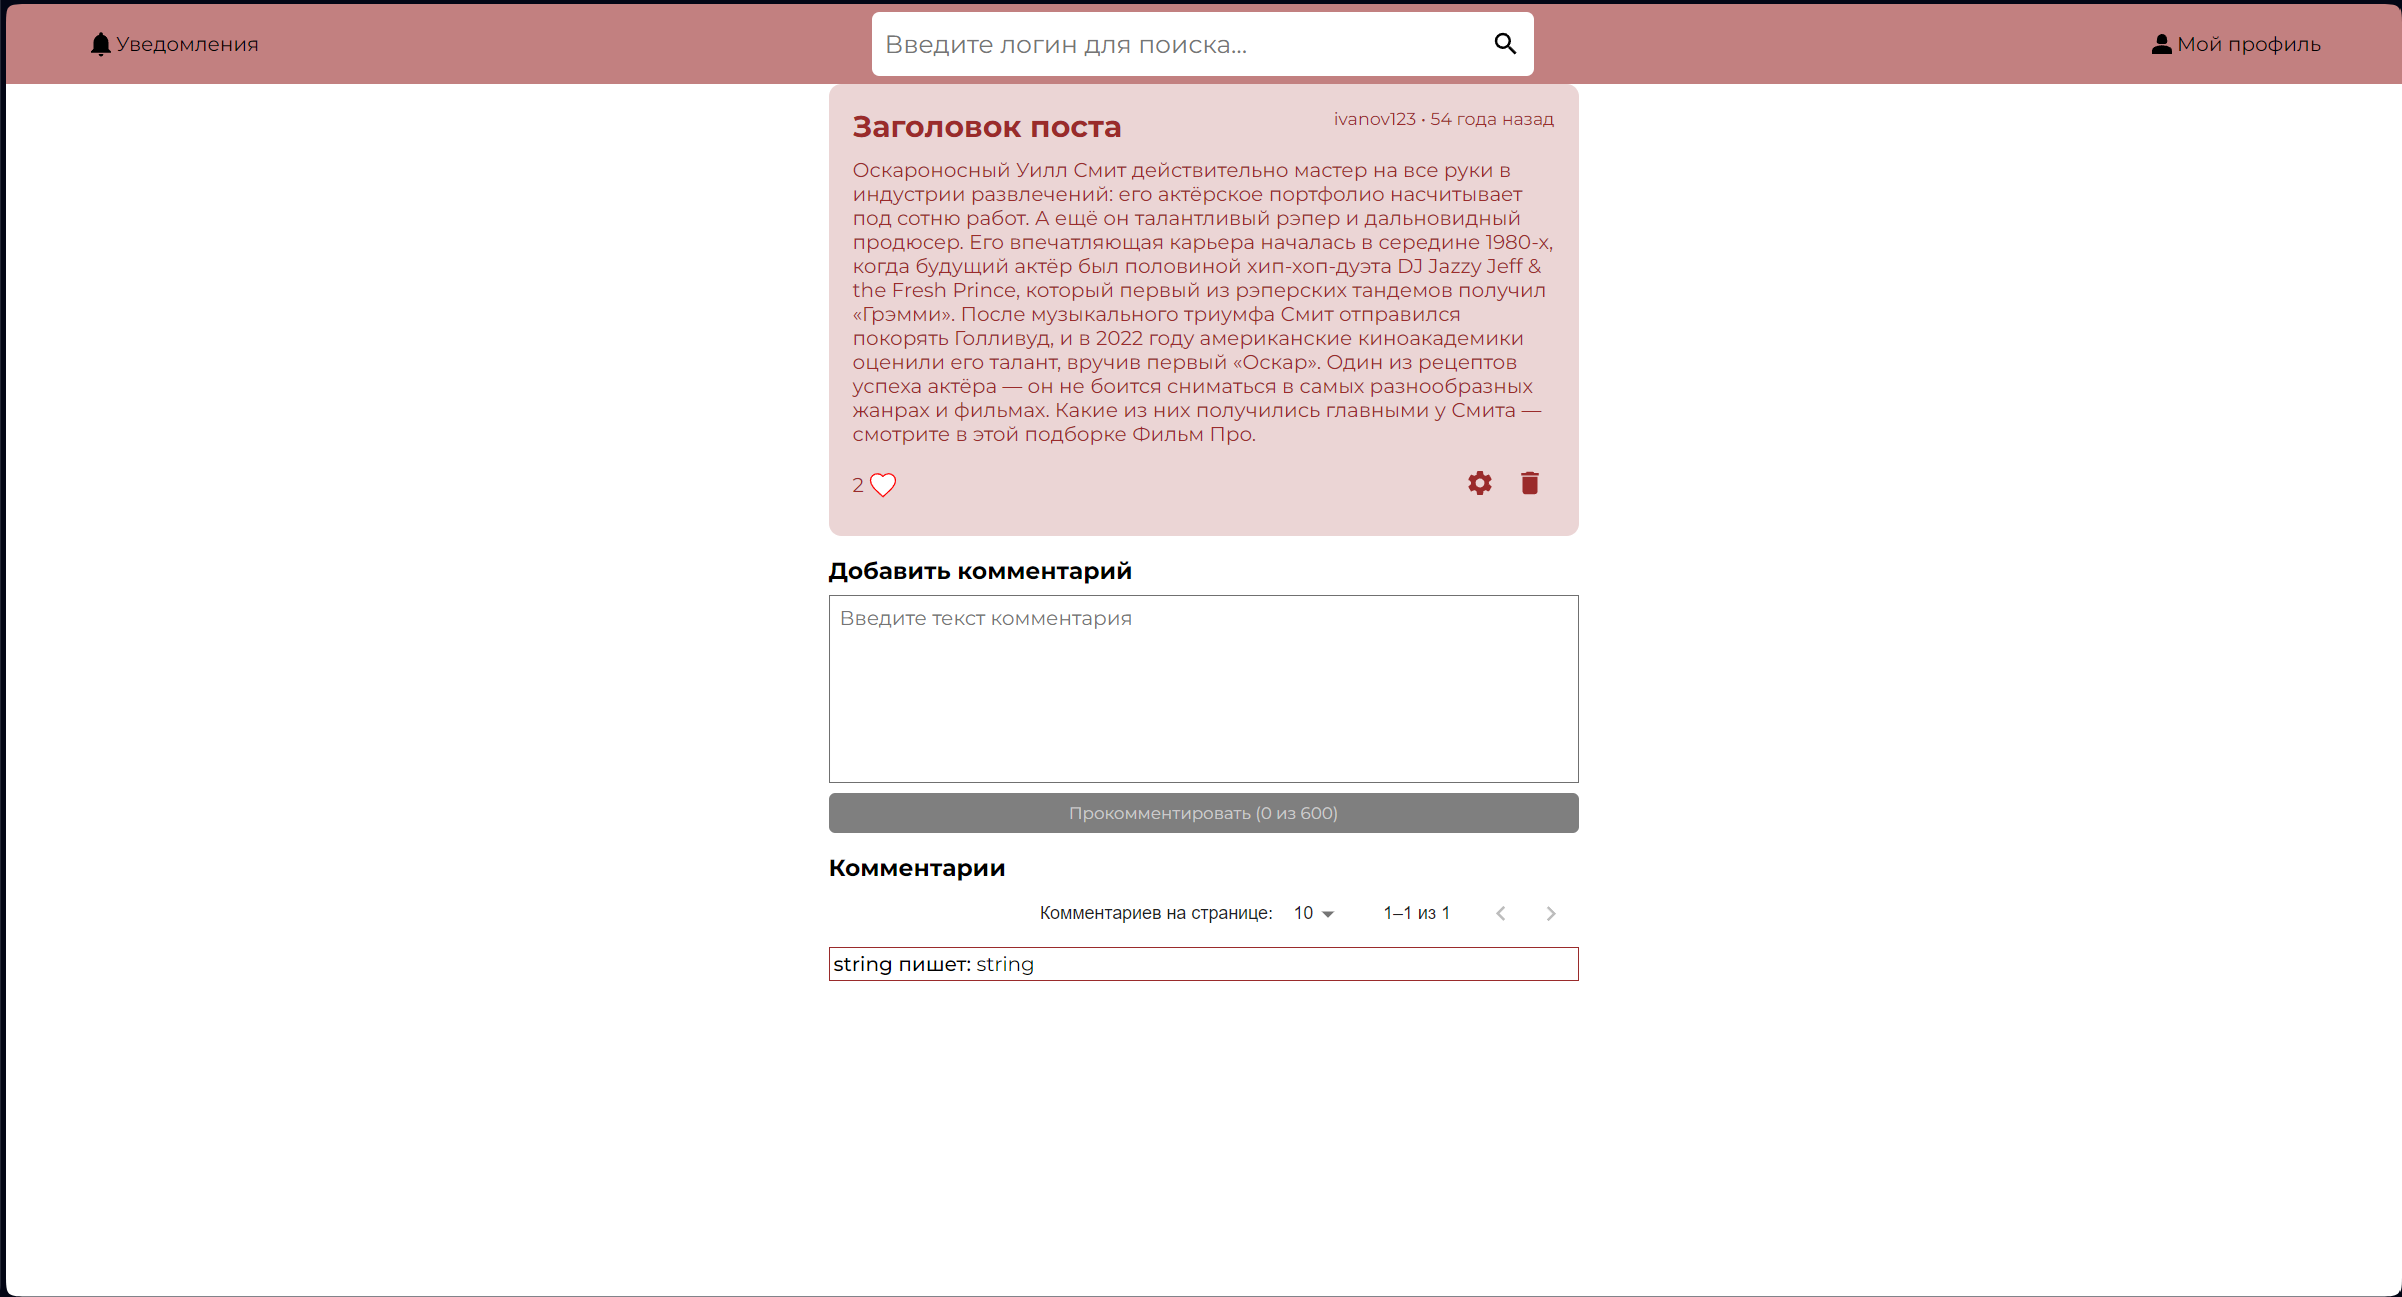 Уведомления
Введите логин для поиска...
Мой профиль
Заголовок поста
ivanov123 • 54 года назад
Оскароносный Уилл Смит действительно мастер на все руки в
индустрии развлечений: его актёрское портфолио насчитывает
под сотню работ. А ещё он талантливый рэпер и дальновидный
продюсер. Его впечатляющая карьера началась в середине 1980-х,
когда будущий актёр был половиной хип-хоп-дуэта DJ Jazzy Jeff &
the Fresh Prince, который первый из рэперских тандемов получил
«Грэмми». После музыкального триумфа Смит отправился
покорять Голливуд, и в 2022 году американские киноакадемики
оценили его талант, вручив первый «Оскар». Один из рецептов
успеха актёра — он не боится сниматься в самых разнообразных
жанрах и фильмах. Какие из них получились главными у Смита —
смотрите в этой подборке Фильм Про.
2
Добавить комментарий
Введите текст комментария
Прокомментировать (0 из 600)
Комментарии
Комментариев на странице: 10 1–1 из 1
string пишет: string